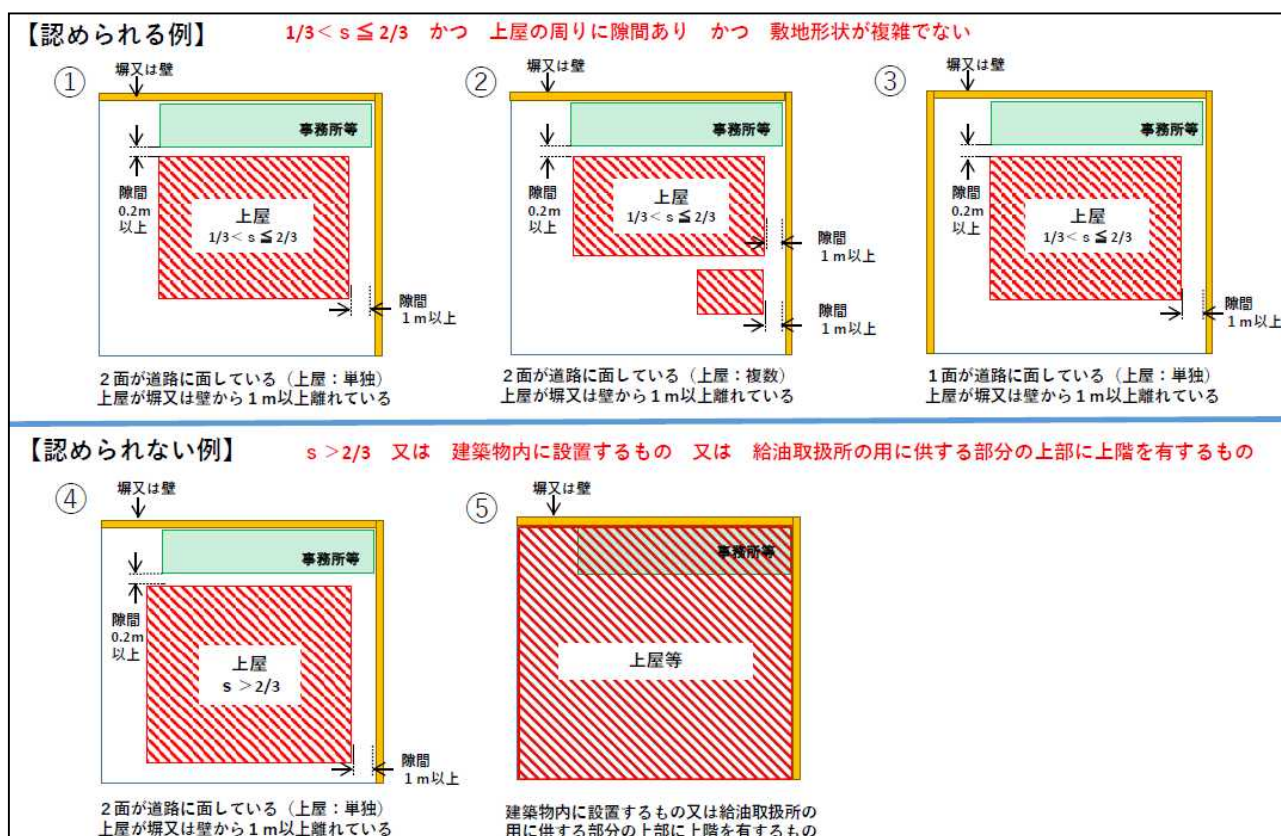 【認められる例】 1/3< s ≦ 2/3 かつ 上屋の周りに隙間あり かつ 敷地形状が複雑でない
①
塀又は壁
事務所等
隙間
0.2m
以上
上屋
1/3< s ≦ 2/3
隙間
1 m以上
2面が道路に面している（上屋：単独）
上屋が塀又は壁から1 m以上離れている
②
塀又は壁
事務所等
隙間
0.2m
以上
上屋
1/3< s ≦ 2/3
隙間
1 m以上
隙間
1 m以上
2面が道路に面している（上屋：複数）
上屋が塀又は壁から1 m以上離れている
③
塀又は壁
事務所等
隙間
0.2m
以上
上屋
1/3< s ≦ 2/3
隙間
1 m以上
1面が道路に面している（上屋：単独）
上屋が塀又は壁から1 m以上離れている
【認められない例】 s >2/3 又は 建築物内に設置するもの 又は 給油取扱所の用に供する部分の上部に上階を有するもの
④
塀又は壁
事務所等
隙間
0.2m
以上
上屋
s >2/3
隙間
1 m以上
2面が道路に面している（上屋：単独）
上屋が塀又は壁から1 m以上離れている
⑤
塀又は壁
事務所等
上屋等
建築物内に設置するもの又は給油取扱所の
用に供する部分の上部に上階を有するもの